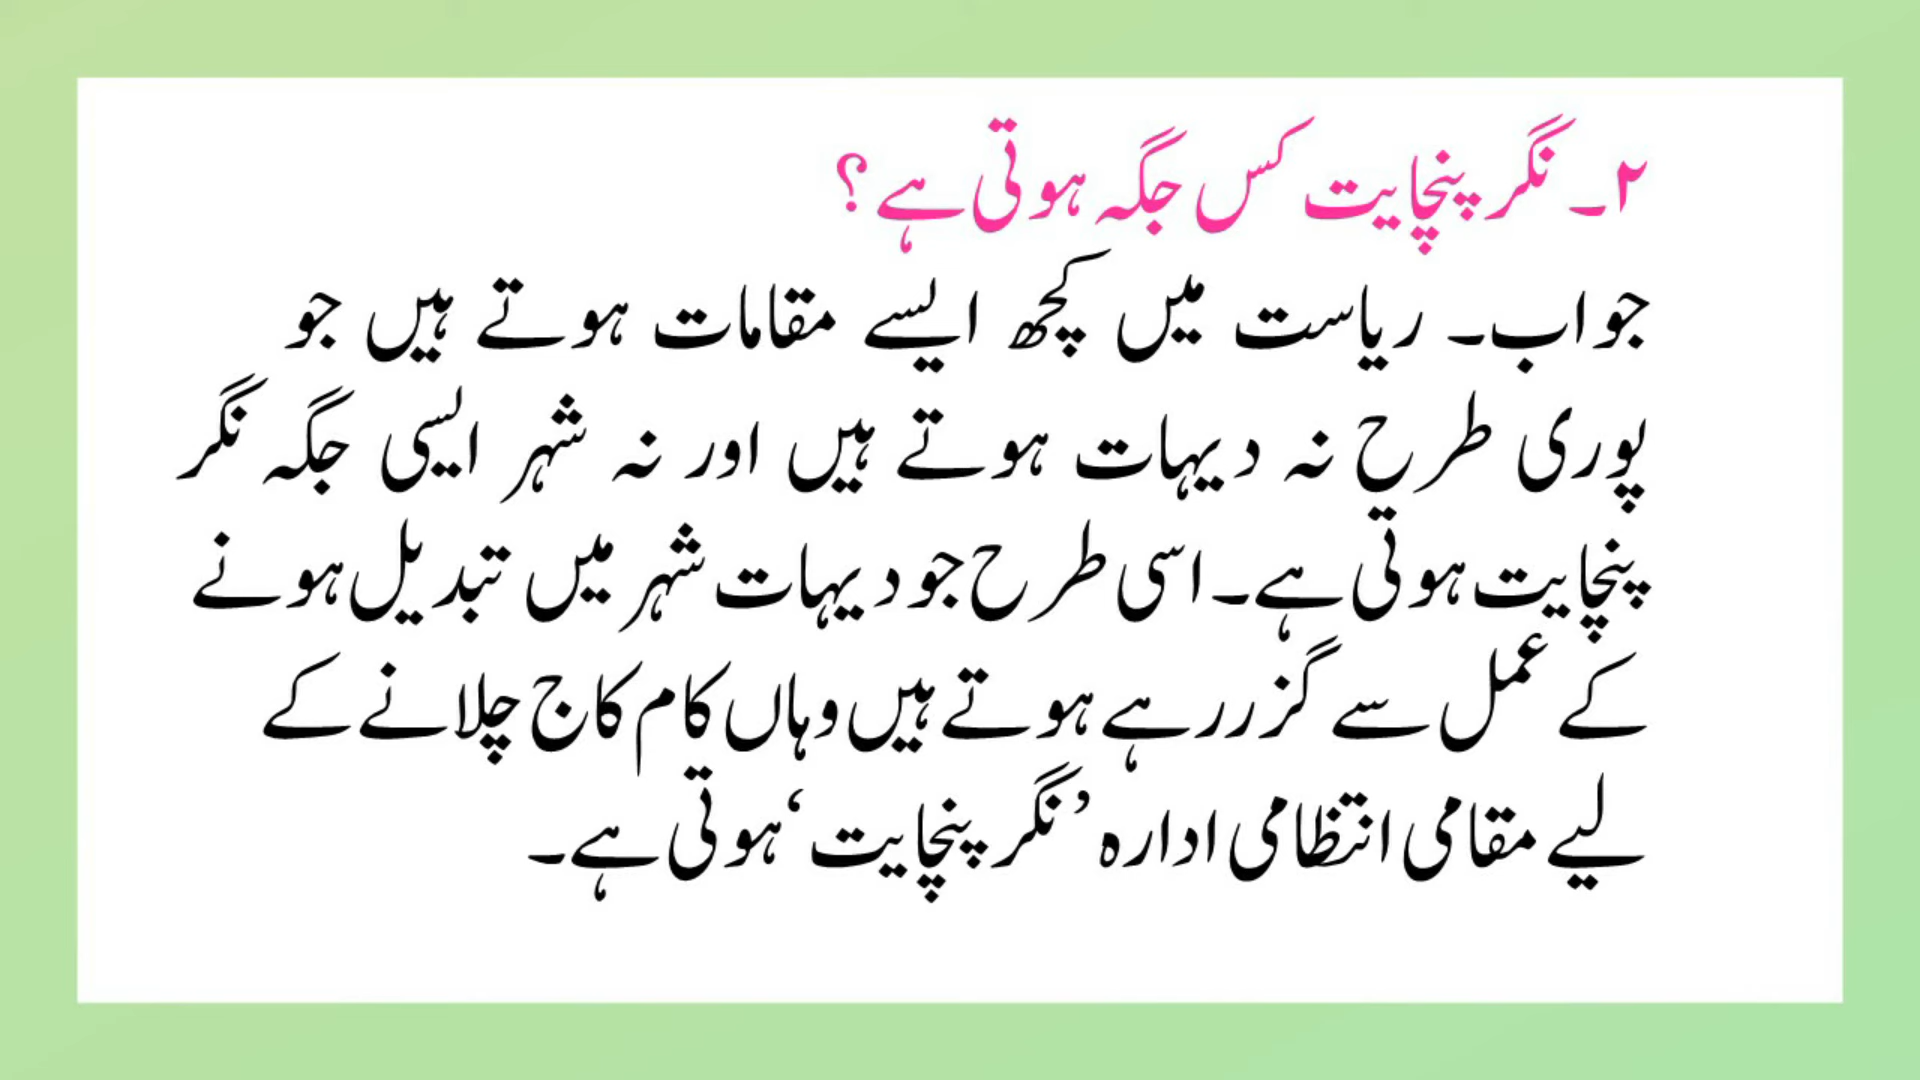 ۲۔ نگر پنچایت کس جگہ ہوتی ہے؟
جواب۔ ریاست میں کچھ ایسے مقامات ہوتے ہیں جو
پوری طرح نہ دیہات ہوتے ہیں اور نہ شہر ایسی جگہ نگر
پنچایت ہوتی ہے۔ اسی طرح جو دیہات شہر میں تبدیل ہونے
کے عمل سے گزر رہے ہوتے ہیں وہاں کام کاج چلانے کے
لیے مقامی انتظامی ادارہ ’نگر پنچایت‘ ہوتی ہے۔